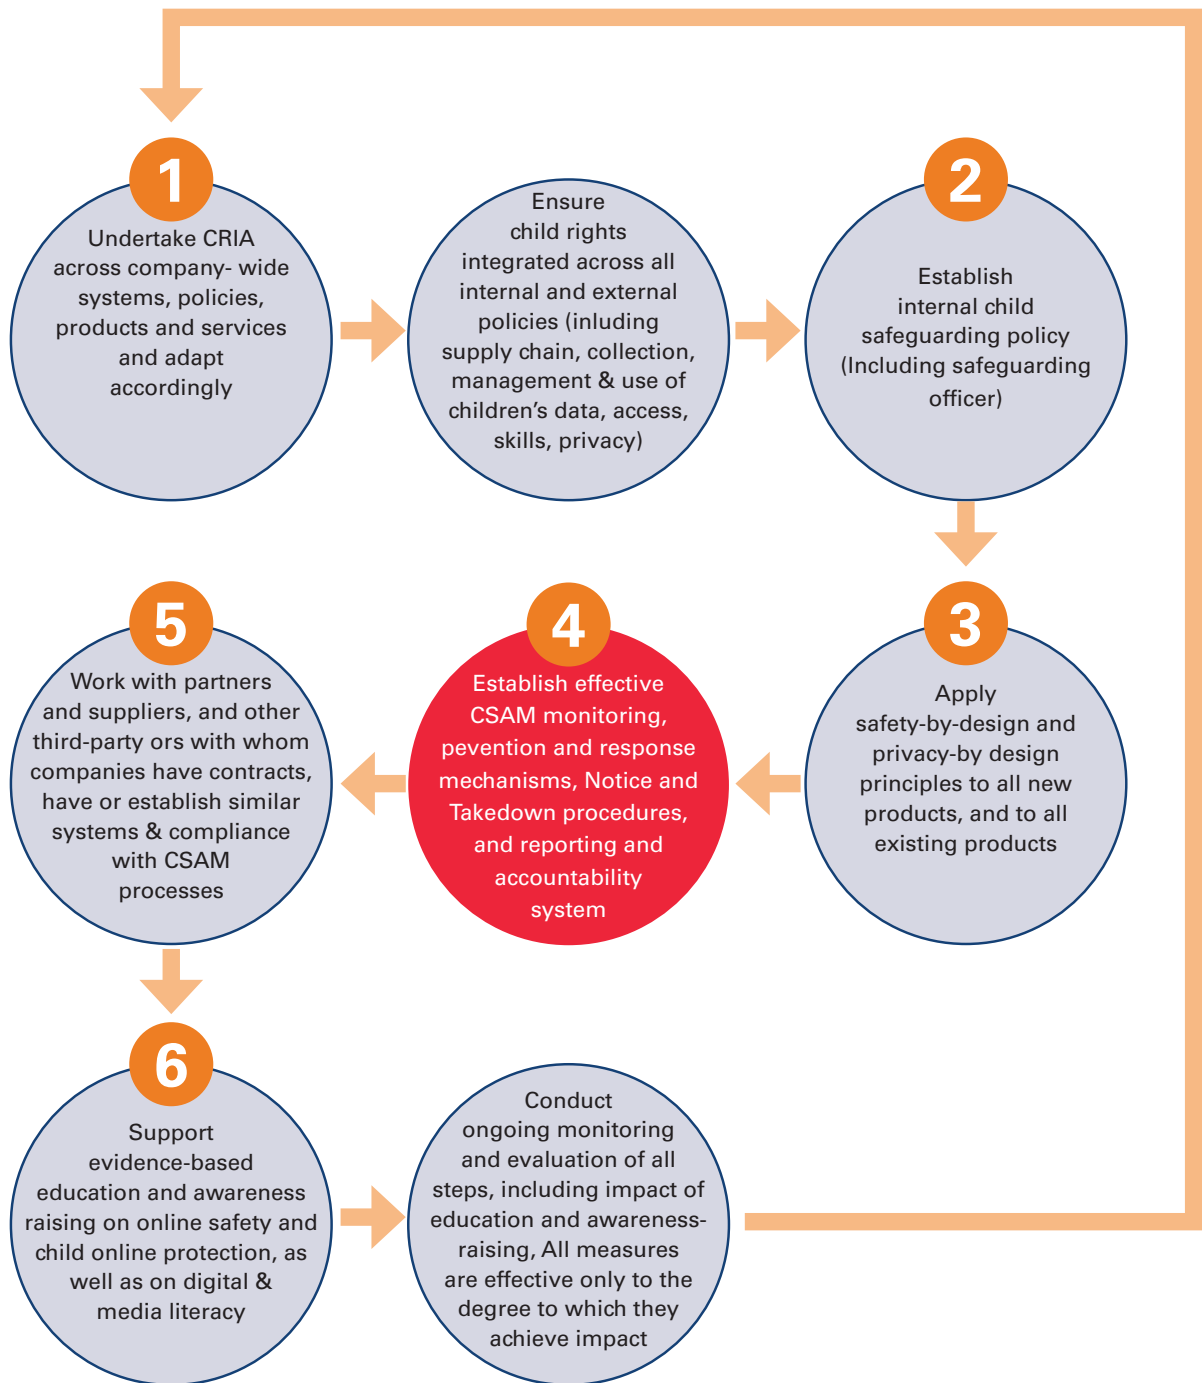 1
Undertake CRIA
across company- wide
systems, policies,
products and services
and adapt
accordingly
Ensure
child rights
integrated across all
internal and external
policies (inluding
supply chain, collection,
management & use of
children’s data, access,
skills, privacy)
2
Establish
internal child
safeguarding policy
(Including safeguarding
officer)
3
Apply
safety-by-design and
privacy-by design
principles to all new
products, and to all
existing products
4
Establish effective
CSAM monitoring,
pevention and response
mechanisms, Notice and
Takedown procedures,
and reporting and
accountability
system
5
Work with partners
and suppliers, and other
third-party ors with whom
companies have contracts,
have or establish similar
systems & compliance
with CSAM
processes
6
Support
evidence-based
education and awareness
raising on online safety and
child online protection, as
well as on digital &
media literacy
Conduct
ongoing monitoring
and evaluation of all
steps, including impact of
education and awareness-
raising, All measures
are effective only to the
degree to which they
achieve impact